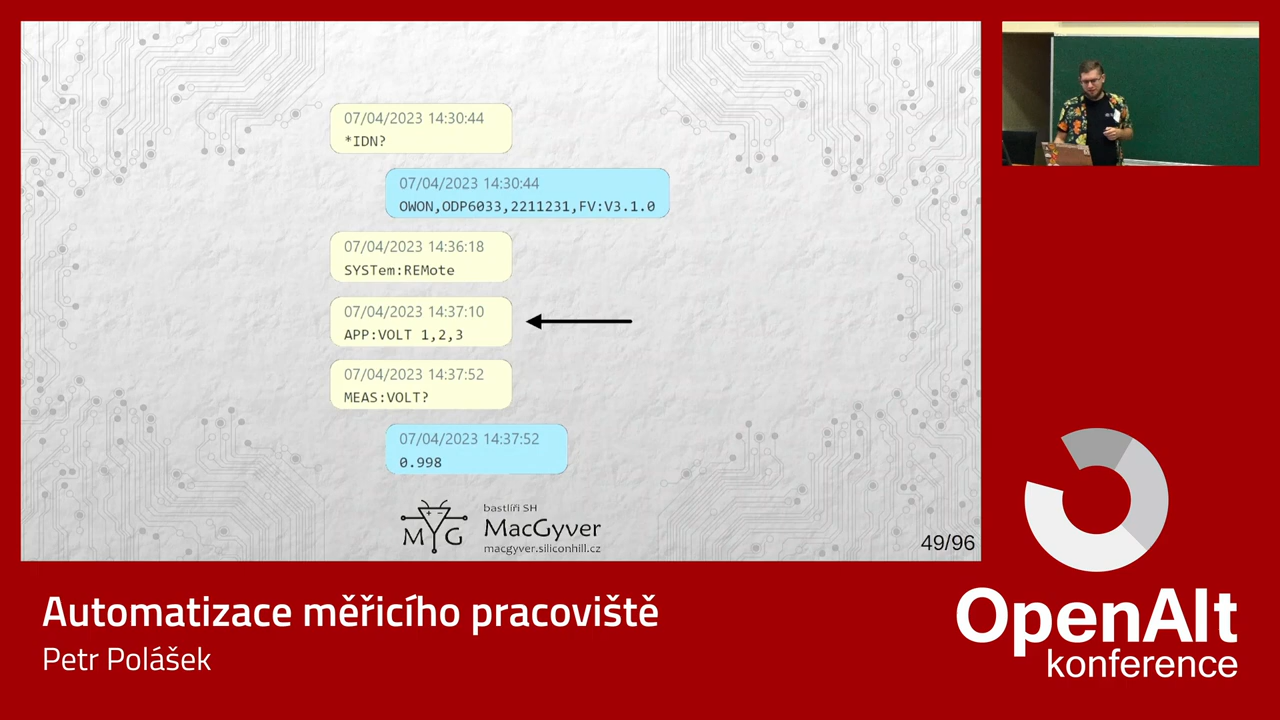 07/04/2023 14:30:44
*IDN?
07/04/2023 14:30:44
OWON,ODP6033,2211231,FV:V3.1.0
07/04/2023 14:36:18
SYSTem:REMote
07/04/2023 14:37:10
APP:VOLT 1,2,3
07/04/2023 14:37:52
MEAS:VOLT?
07/04/2023 14:37:52
0.998
MYG
bastlíři SH
MacGyver
macgyver.siliconhill.cz
49/96
Automatizace měřicího pracoviště
Petr Polášek
OpenAlt
konference